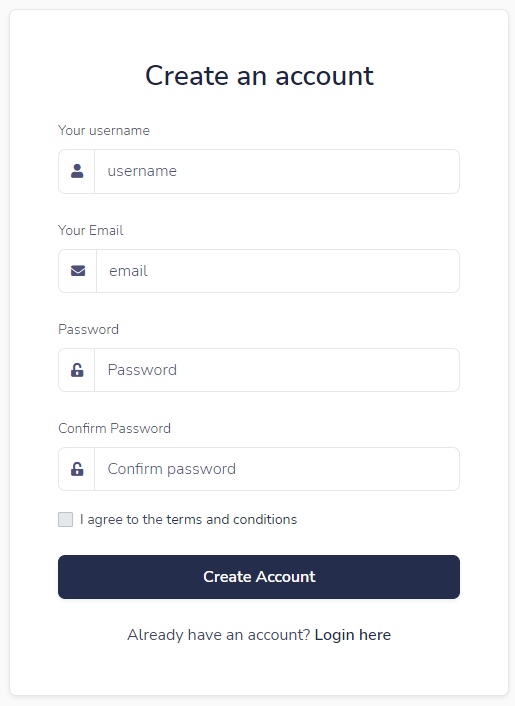 Create an account
Your username
username
Your Email
email
Password
Password
Confirm Password
Confirm password
I agree to the terms and conditions
Create Account
Already have an account? Login here